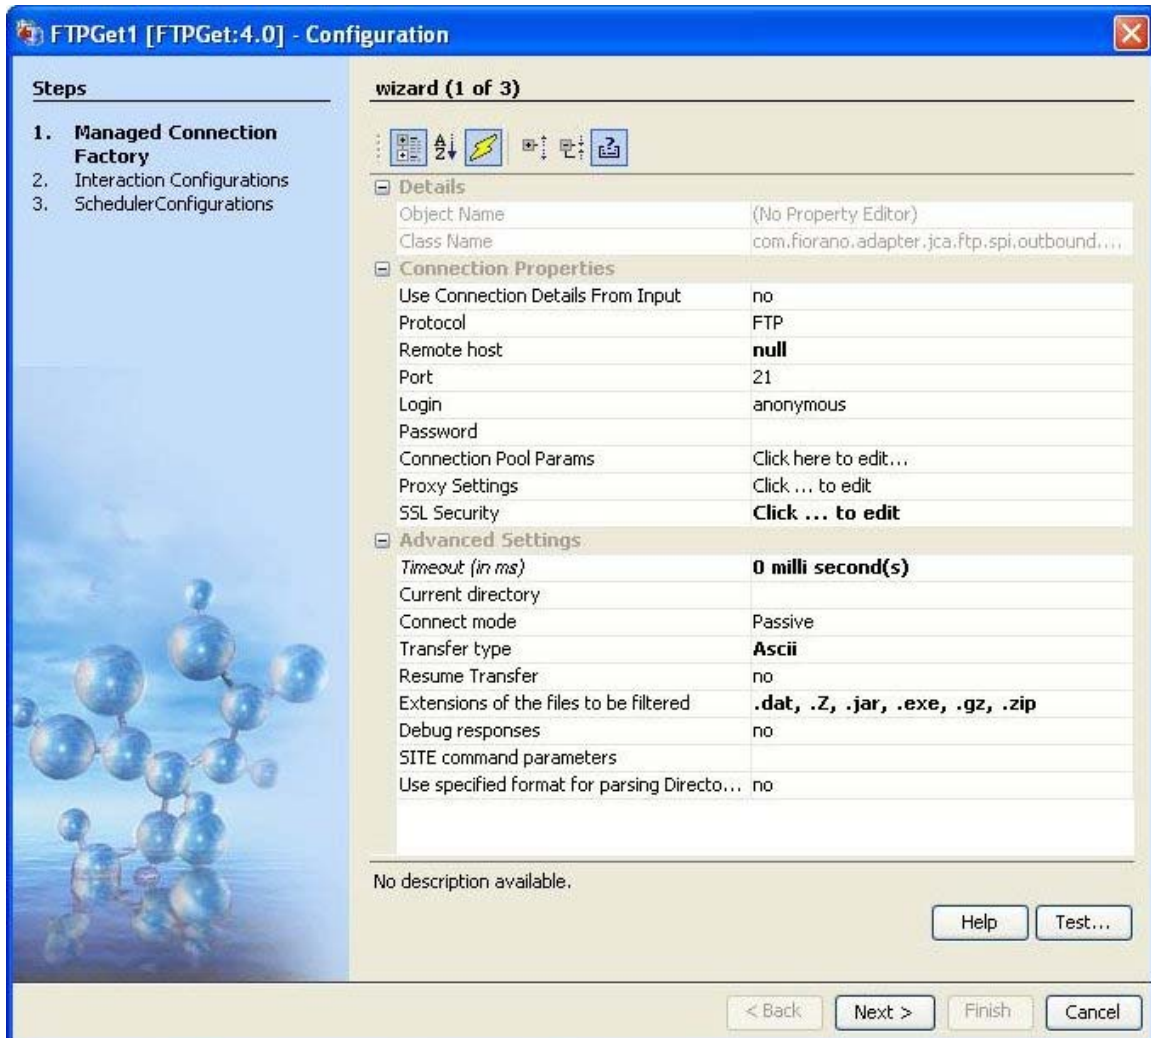 FTPGet1 [FTPGet:4.0] - Configuration
Steps
1. Managed Connection
Factory
2. Interaction Configurations
3. SchedulerConfigurations
wizard (1 of 3)
Details
Object Name (No Property Editor)
Class Name com.fiorano.adapter.jca.ftp.spi.outbound....
Connection Properties
Use Connection Details From Input no
Protocol FTP
Remote host null
Port 21
Login anonymous
Password
Connection Pool Params Click here to edit...
Proxy Settings Click ... to edit
SSL Security Click ... to edit
Advanced Settings
Timeout (in ms) 0 milli second(s)
Current directory
Connect mode Passive
Transfer type Ascii
Resume Transfer no
Extensions of the files to be filtered .dat, .Z, .jar, .exe, .gz, .zip
Debug responses no
SITE command parameters
Use specified format for parsing Directo... no
No description available.
Help Test...
< Back Next > Finish Cancel